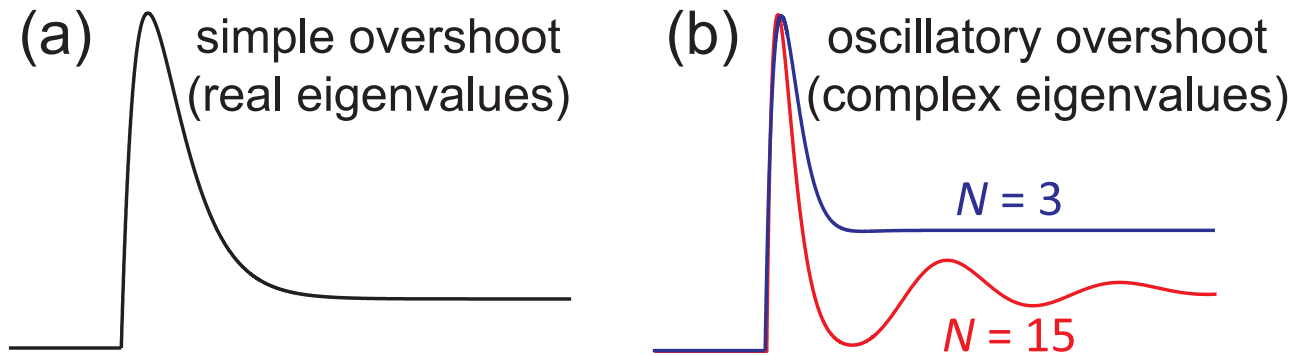 (a) simple overshoot
(real eigenvalues)
(b) oscillatory overshoot
(complex eigenvalues)
N = 3
N = 15